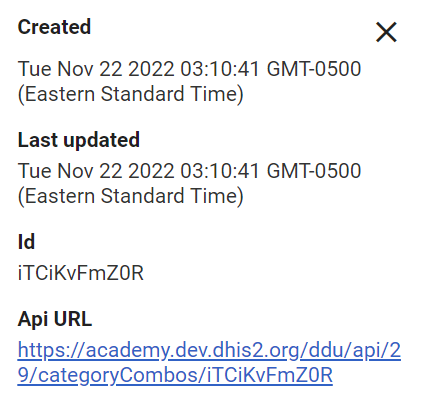 Created
Tue Nov 22 2022 03:10:41 GMT-0500
(Eastern Standard Time)
Last updated
Tue Nov 22 2022 03:10:41 GMT-0500
(Eastern Standard Time)
Id
iTCiKvFmZ0R
Api URL
https://academy.dev.dhis2.org/ddu/api/2
9/categoryCombos/iTCiKvFmZ0R